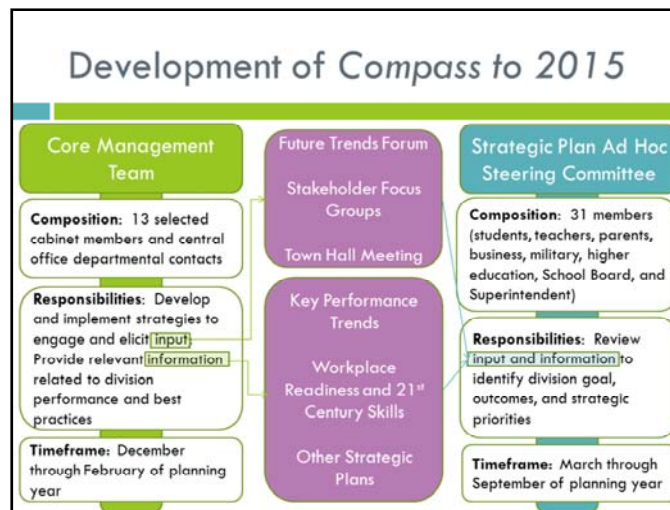 Development of Compass to 2015
Core Management
Team
Composition: 13 selected
cabinet members and central
office departmental contacts
Responsibilities: Develop
and implement strategies to
engage and elicit input;
Provide relevant information
related to division
performance and best
practices
Timeframe: December
through February of planning
year
Future Trends Forum
Stakeholder Focus
Groups
Town Hall Meeting
Key Performance
Trends
Workplace
Readiness and 21st
Century Skills
Other Strategic
Plans
Strategic Plan Ad Hoc
Steering Committee
Composition: 31 members
(students, teachers, parents,
business, military, higher
education, School Board, and
Superintendent)
Responsibilities: Review
input and information to
identify division goal,
outcomes, and strategic
priorities
Timeframe: March through
September of planning year